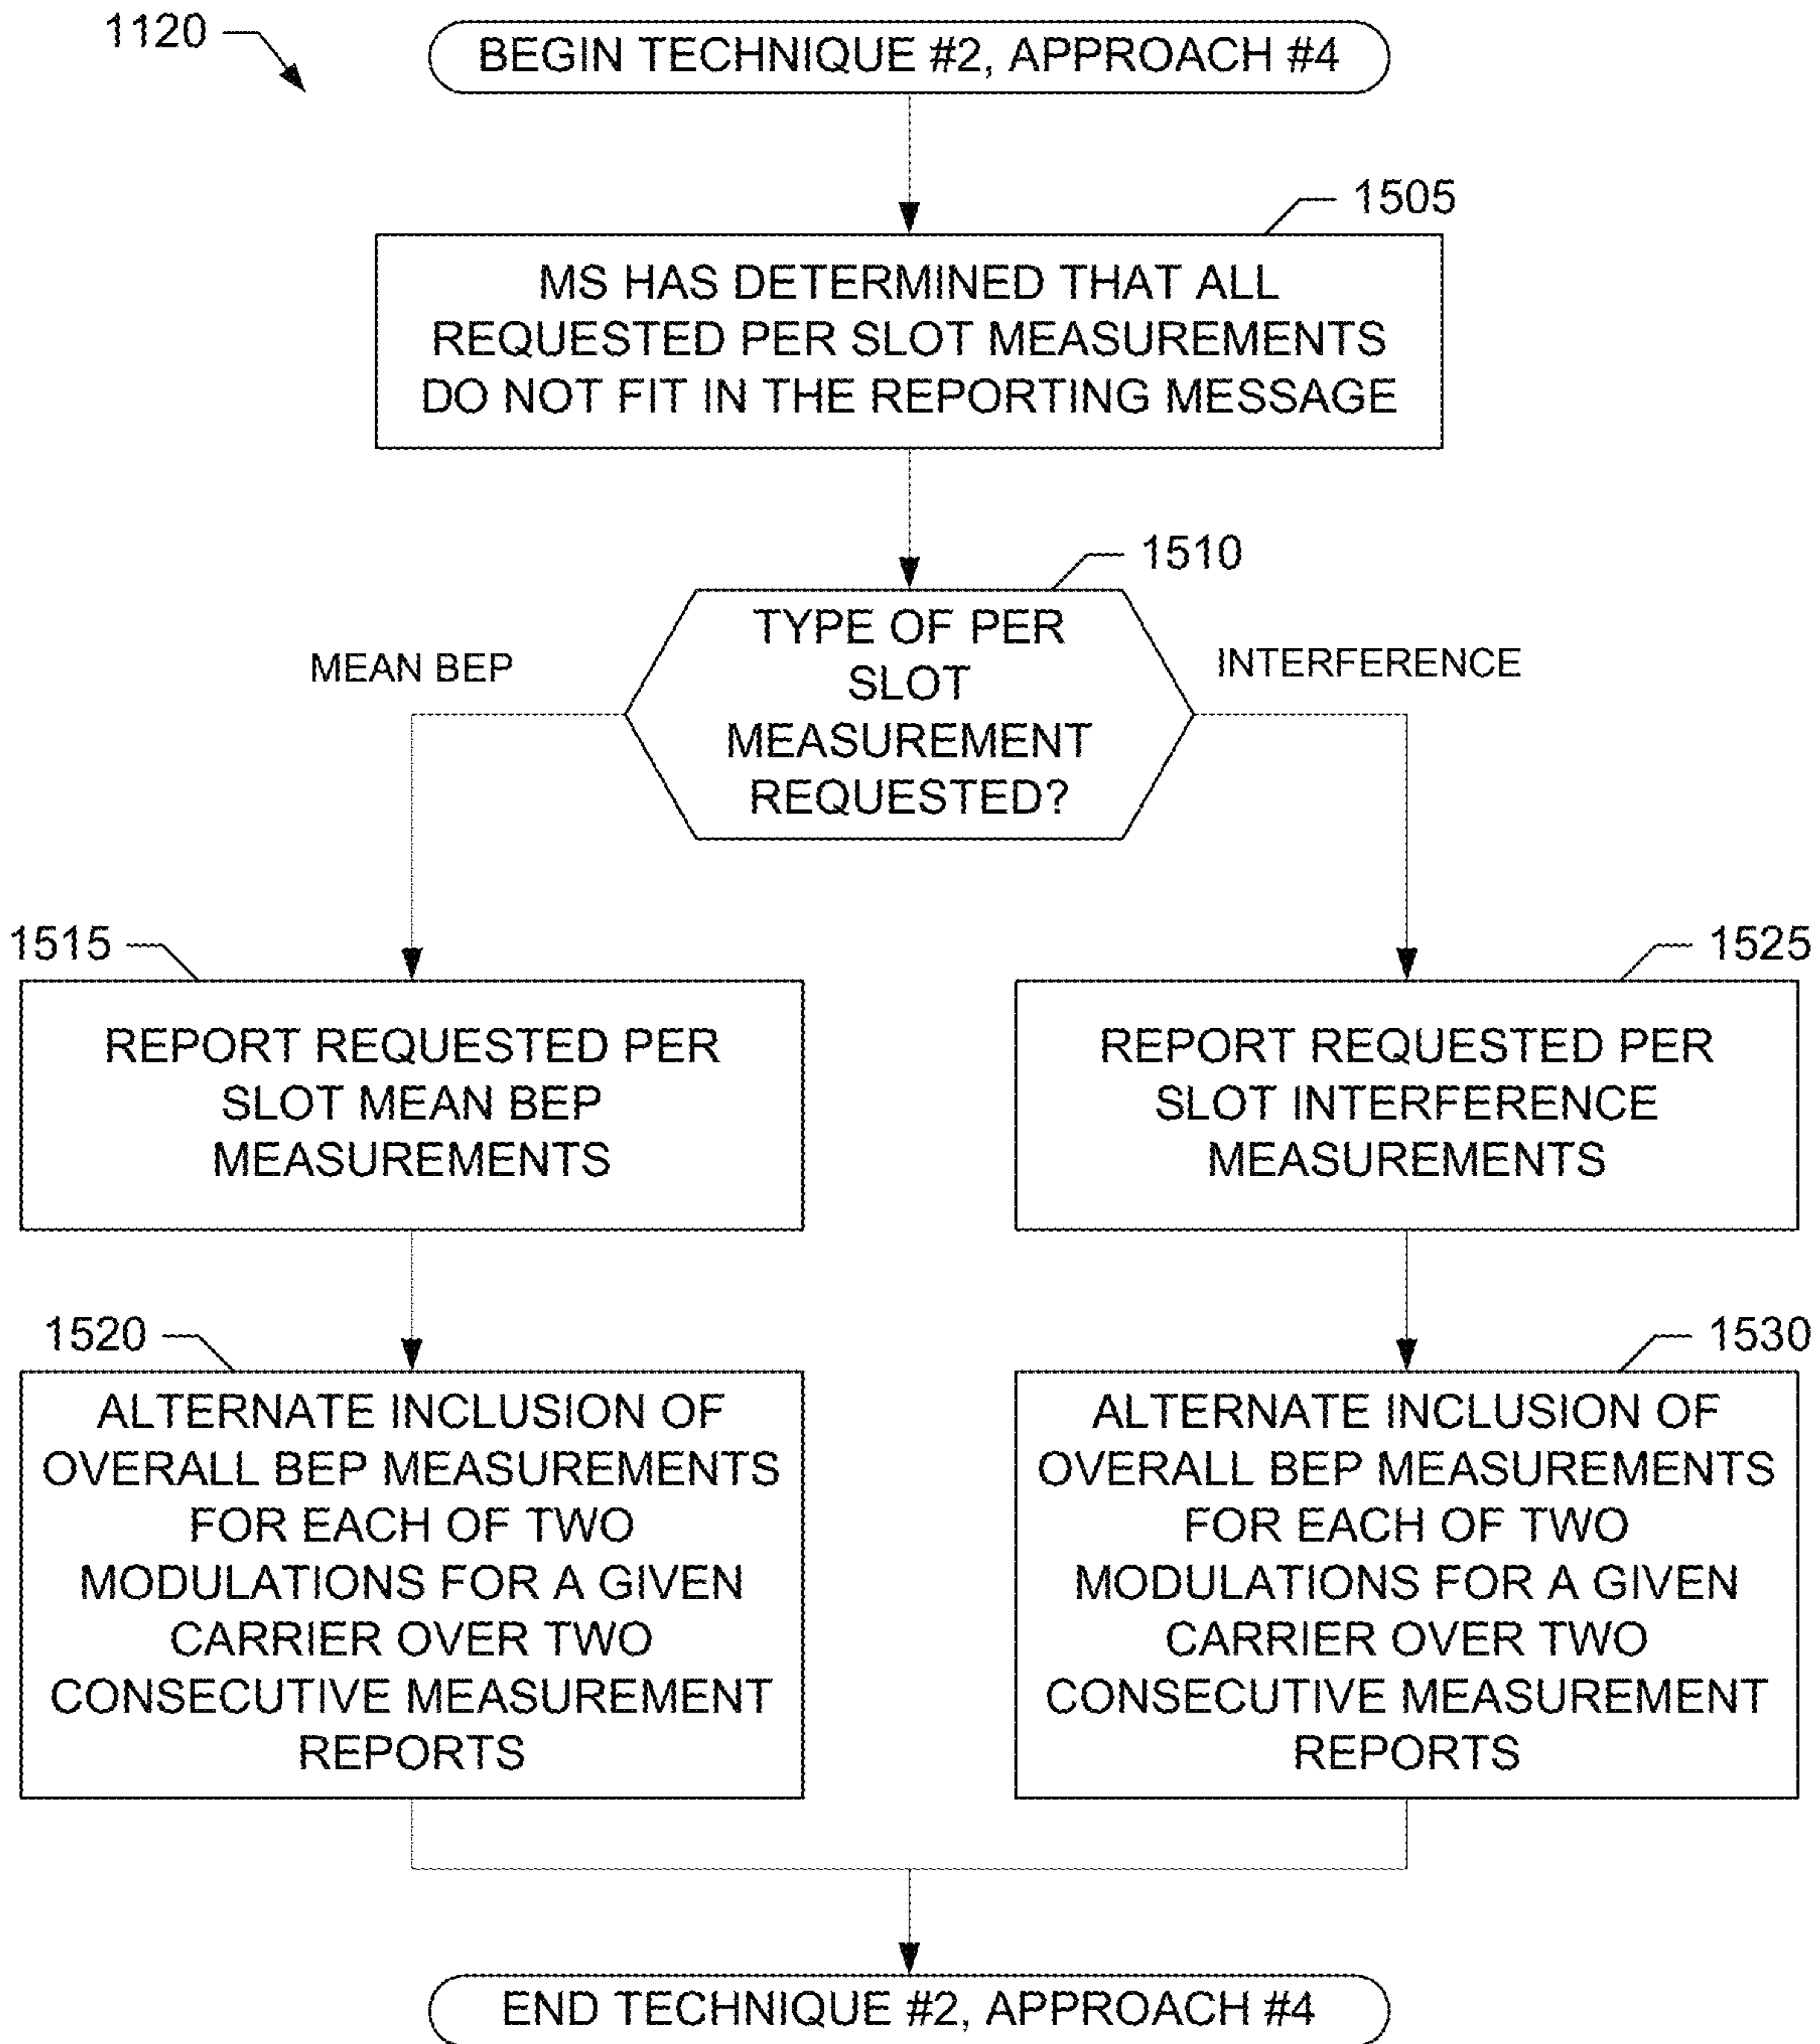 1120
BEGIN TECHNIQUE #2, APPROACH #4
1505
MS HAS DETERMINED THAT ALL
REQUESTED PER SLOT MEASUREMENTS
DO NOT FIT IN THE REPORTING MESSAGE
1510
TYPE OF PER
SLOT
MEASUREMENT
REQUESTED?
MEAN BEP
INTERFERENCE
1515
REPORT REQUESTED PER
SLOT MEAN BEP
MEASUREMENTS
1525
REPORT REQUESTED PER
SLOT INTERFERENCE
MEASUREMENTS
1520
ALTERNATE INCLUSION OF
OVERALL BEP MEASUREMENTS
FOR EACH OF TWO
MODULATIONS FOR A GIVEN
CARRIER OVER TWO
CONSECUTIVE MEASUREMENT
REPORTS
1530
ALTERNATE INCLUSION OF
OVERALL BEP MEASUREMENTS
FOR EACH OF TWO
MODULATIONS FOR A GIVEN
CARRIER OVER TWO
CONSECUTIVE MEASUREMENT
REPORTS
END TECHNIQUE #2, APPROACH #4